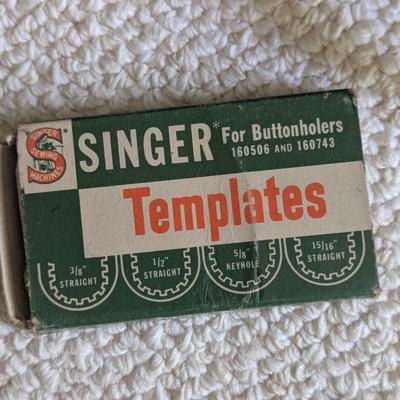 SINGER
SEWING
MACHINES
SINGER*
For Buttonholers
160506 AND 160743
Templates
3/8"
STRAIGHT
1/2"
STRAIGHT
5/8"
KEYHOLE
15/16"
STRAIGHT